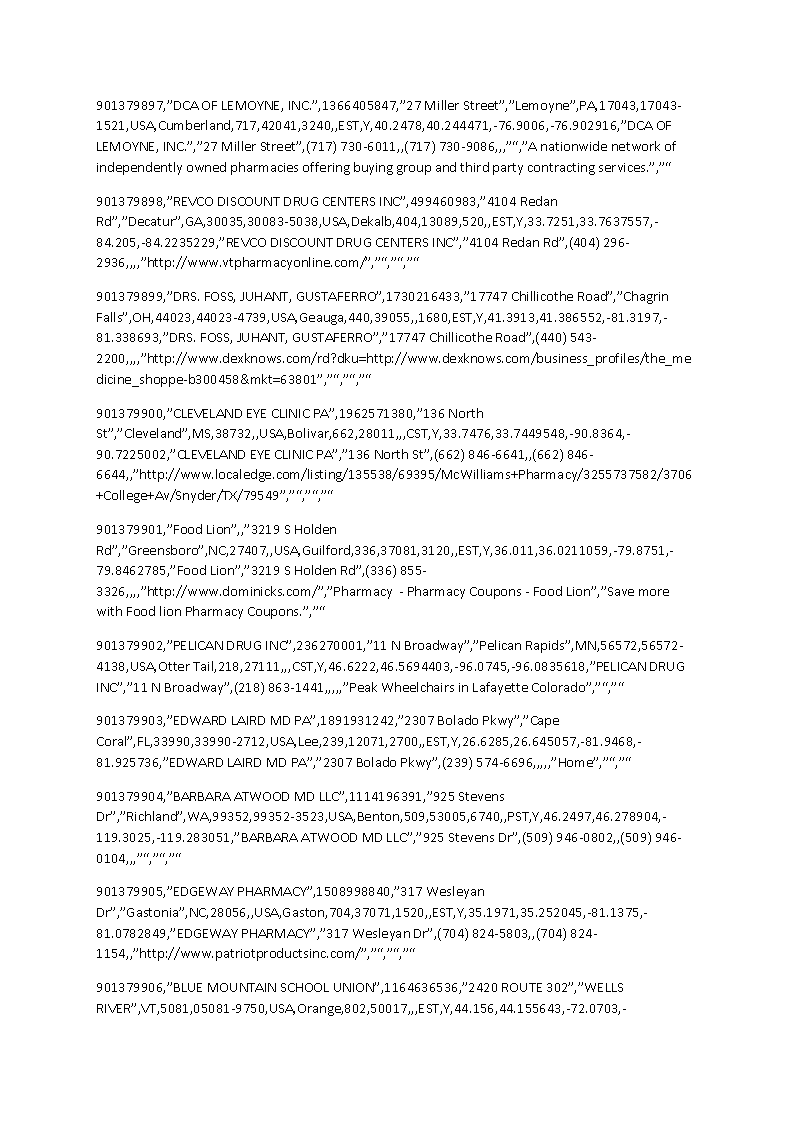 901379897,”DCA OF LEMOYNE, INC.”,1366405847,”27 Miller Street”,”Lemoyne”,PA,17043,17043-
1521,USA,Cumberland,717,42041,3240,,EST,Y,40.2478,40.244471,-76.9006,-76.902916,”DCA OF
LEMOYNE, INC.”,”27 Miller Street”,(717) 730-6011,,(717) 730-9086,,,”“,”A nationwide network of
independently owned pharmacies offering buying group and third party contracting services.”,”“
901379898,”REVCO DISCOUNT DRUG CENTERS INC”,499460983,”4104 Redan
Rd”,”Decatur”,GA,30035,30083-5038,USA,Dekalb,404,13089,520,,EST,Y,33.7251,33.7637557,-
84.205,-84.2235229,”REVCO DISCOUNT DRUG CENTERS INC”,”4104 Redan Rd”,(404) 296-
2936,,,,”http://www.vtpharmacyonline.com/”,”“,”“,”“
901379899,”DRS. FOSS, JUHANT, GUSTAFERRO”,1730216433,”17747 Chillicothe Road”,”Chagrin
Falls”,OH,44023,44023-4739,USA,Geauga,440,39055,,1680,EST,Y,41.3913,41.386552,-81.3197,-
81.338693,”DRS. FOSS, JUHANT, GUSTAFERRO”,”17747 Chillicothe Road”,(440) 543-
2200,,,,”http://www.dexknows.com/rd?dku=http://www.dexknows.com/business_profiles/the_me
dicine_shoppe-b300458&mkt=63801”,”“,”“,”“
901379900,”CLEVELAND EYE CLINIC PA”,1962571380,”136 North
St”,”Cleveland”,MS,38732,,USA,Bolivar,662,28011,,,CST,Y,33.7476,33.7449548,-90.8364,-
90.7225002,”CLEVELAND EYE CLINIC PA”,”136 North St”,(662) 846-6641,,(662) 846-
6644,,”http://www.localedge.com/listing/135538/69395/McWilliams+Pharmacy/3255737582/3706
+College+Av/Snyder/TX/79549”,”“,”“,”“
901379901,”Food Lion”,,”3219 S Holden
Rd”,”Greensboro”,NC,27407,,USA,Guilford,336,37081,3120,,EST,Y,36.011,36.0211059,-79.8751,-
79.8462785,”Food Lion”,”3219 S Holden Rd”,(336) 855-
3326,,,,”http://www.dominicks.com/”,”Pharmacy  - Pharmacy Coupons - Food Lion”,”Save more
with Food lion Pharmacy Coupons.”,”“
901379902,”PELICAN DRUG INC”,236270001,”11 N Broadway”,”Pelican Rapids”,MN,56572,56572-
4138,USA,Otter Tail,218,27111,,,CST,Y,46.6222,46.5694403,-96.0745,-96.0835618,”PELICAN DRUG
INC”,”11 N Broadway”,(218) 863-1441,,,,,”Peak Wheelchairs in Lafayette Colorado”,”“,”“
901379903,”EDWARD LAIRD MD PA”,1891931242,”2307 Bolado Pkwy”,”Cape
Coral”,FL,33990,33990-2712,USA,Lee,239,12071,2700,,EST,Y,26.6285,26.645057,-81.9468,-
81.925736,”EDWARD LAIRD MD PA”,”2307 Bolado Pkwy”,(239) 574-6696,,,,,”Home”,”“,”“
901379904,”BARBARA ATWOOD MD LLC”,1114196391,”925 Stevens
Dr”,”Richland”,WA,99352,99352-3523,USA,Benton,509,53005,6740,,PST,Y,46.2497,46.278904,-
119.3025,-119.283051,”BARBARA ATWOOD MD LLC”,”925 Stevens Dr”,(509) 946-0802,,(509) 946-
0104,,,”“,”“,”“
901379905,”EDGEWAY PHARMACY”,1508998840,”317 Wesleyan
Dr”,”Gastonia”,NC,28056,,USA,Gaston,704,37071,1520,,EST,Y,35.1971,35.252045,-81.1375,-
81.0782849,”EDGEWAY PHARMACY”,”317 Wesleyan Dr”,(704) 824-5803,,(704) 824-
1154,,”http://www.patriotproductsinc.com/”,”“,”“,”“
901379906,”BLUE MOUNTAIN SCHOOL UNION”,1164636536,”2420 ROUTE 302”,”WELLS
RIVER”,VT,5081,05081-9750,USA,Orange,802,50017,,,EST,Y,44.156,44.155643,-72.0703,-